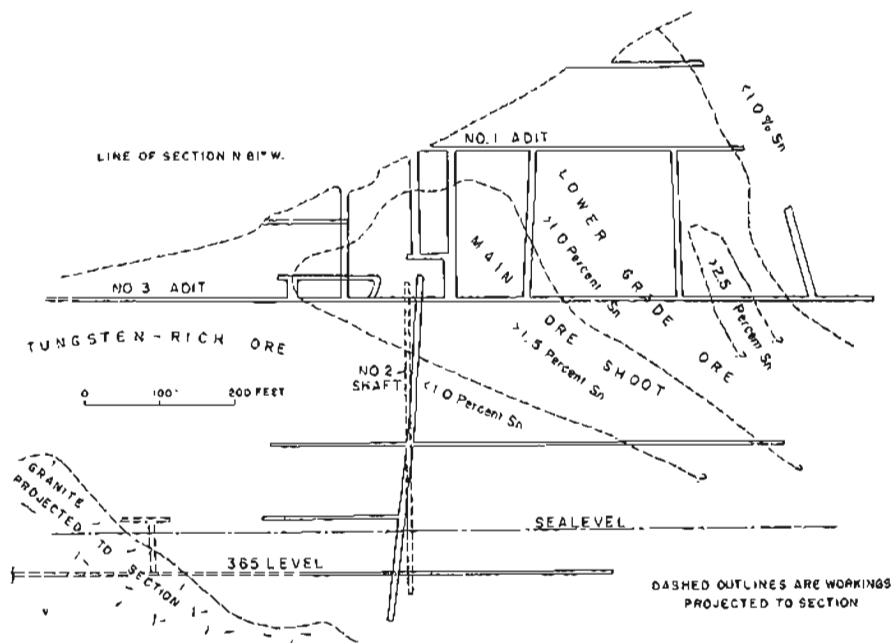 <1.0% Sn
NO. 1 ADIT
LINE OF SECTION N 81° W.
LOWER GRADE ORE
>1.0 Percent Sn
MAIN ORE SHOOT
>2.5 Percent Sn
NO. 3 ADIT
TUNGSTEN-RICH ORE
>1.5 Percent Sn
NO. 2
SHAFT
<1.0 Percent Sn
0 100' 200 FEET
GRANITE
PROJECTED TO SECTION
SEALEVEL
365 LEVEL
DASHED OUTLINES ARE WORKINGS
PROJECTED TO SECTION